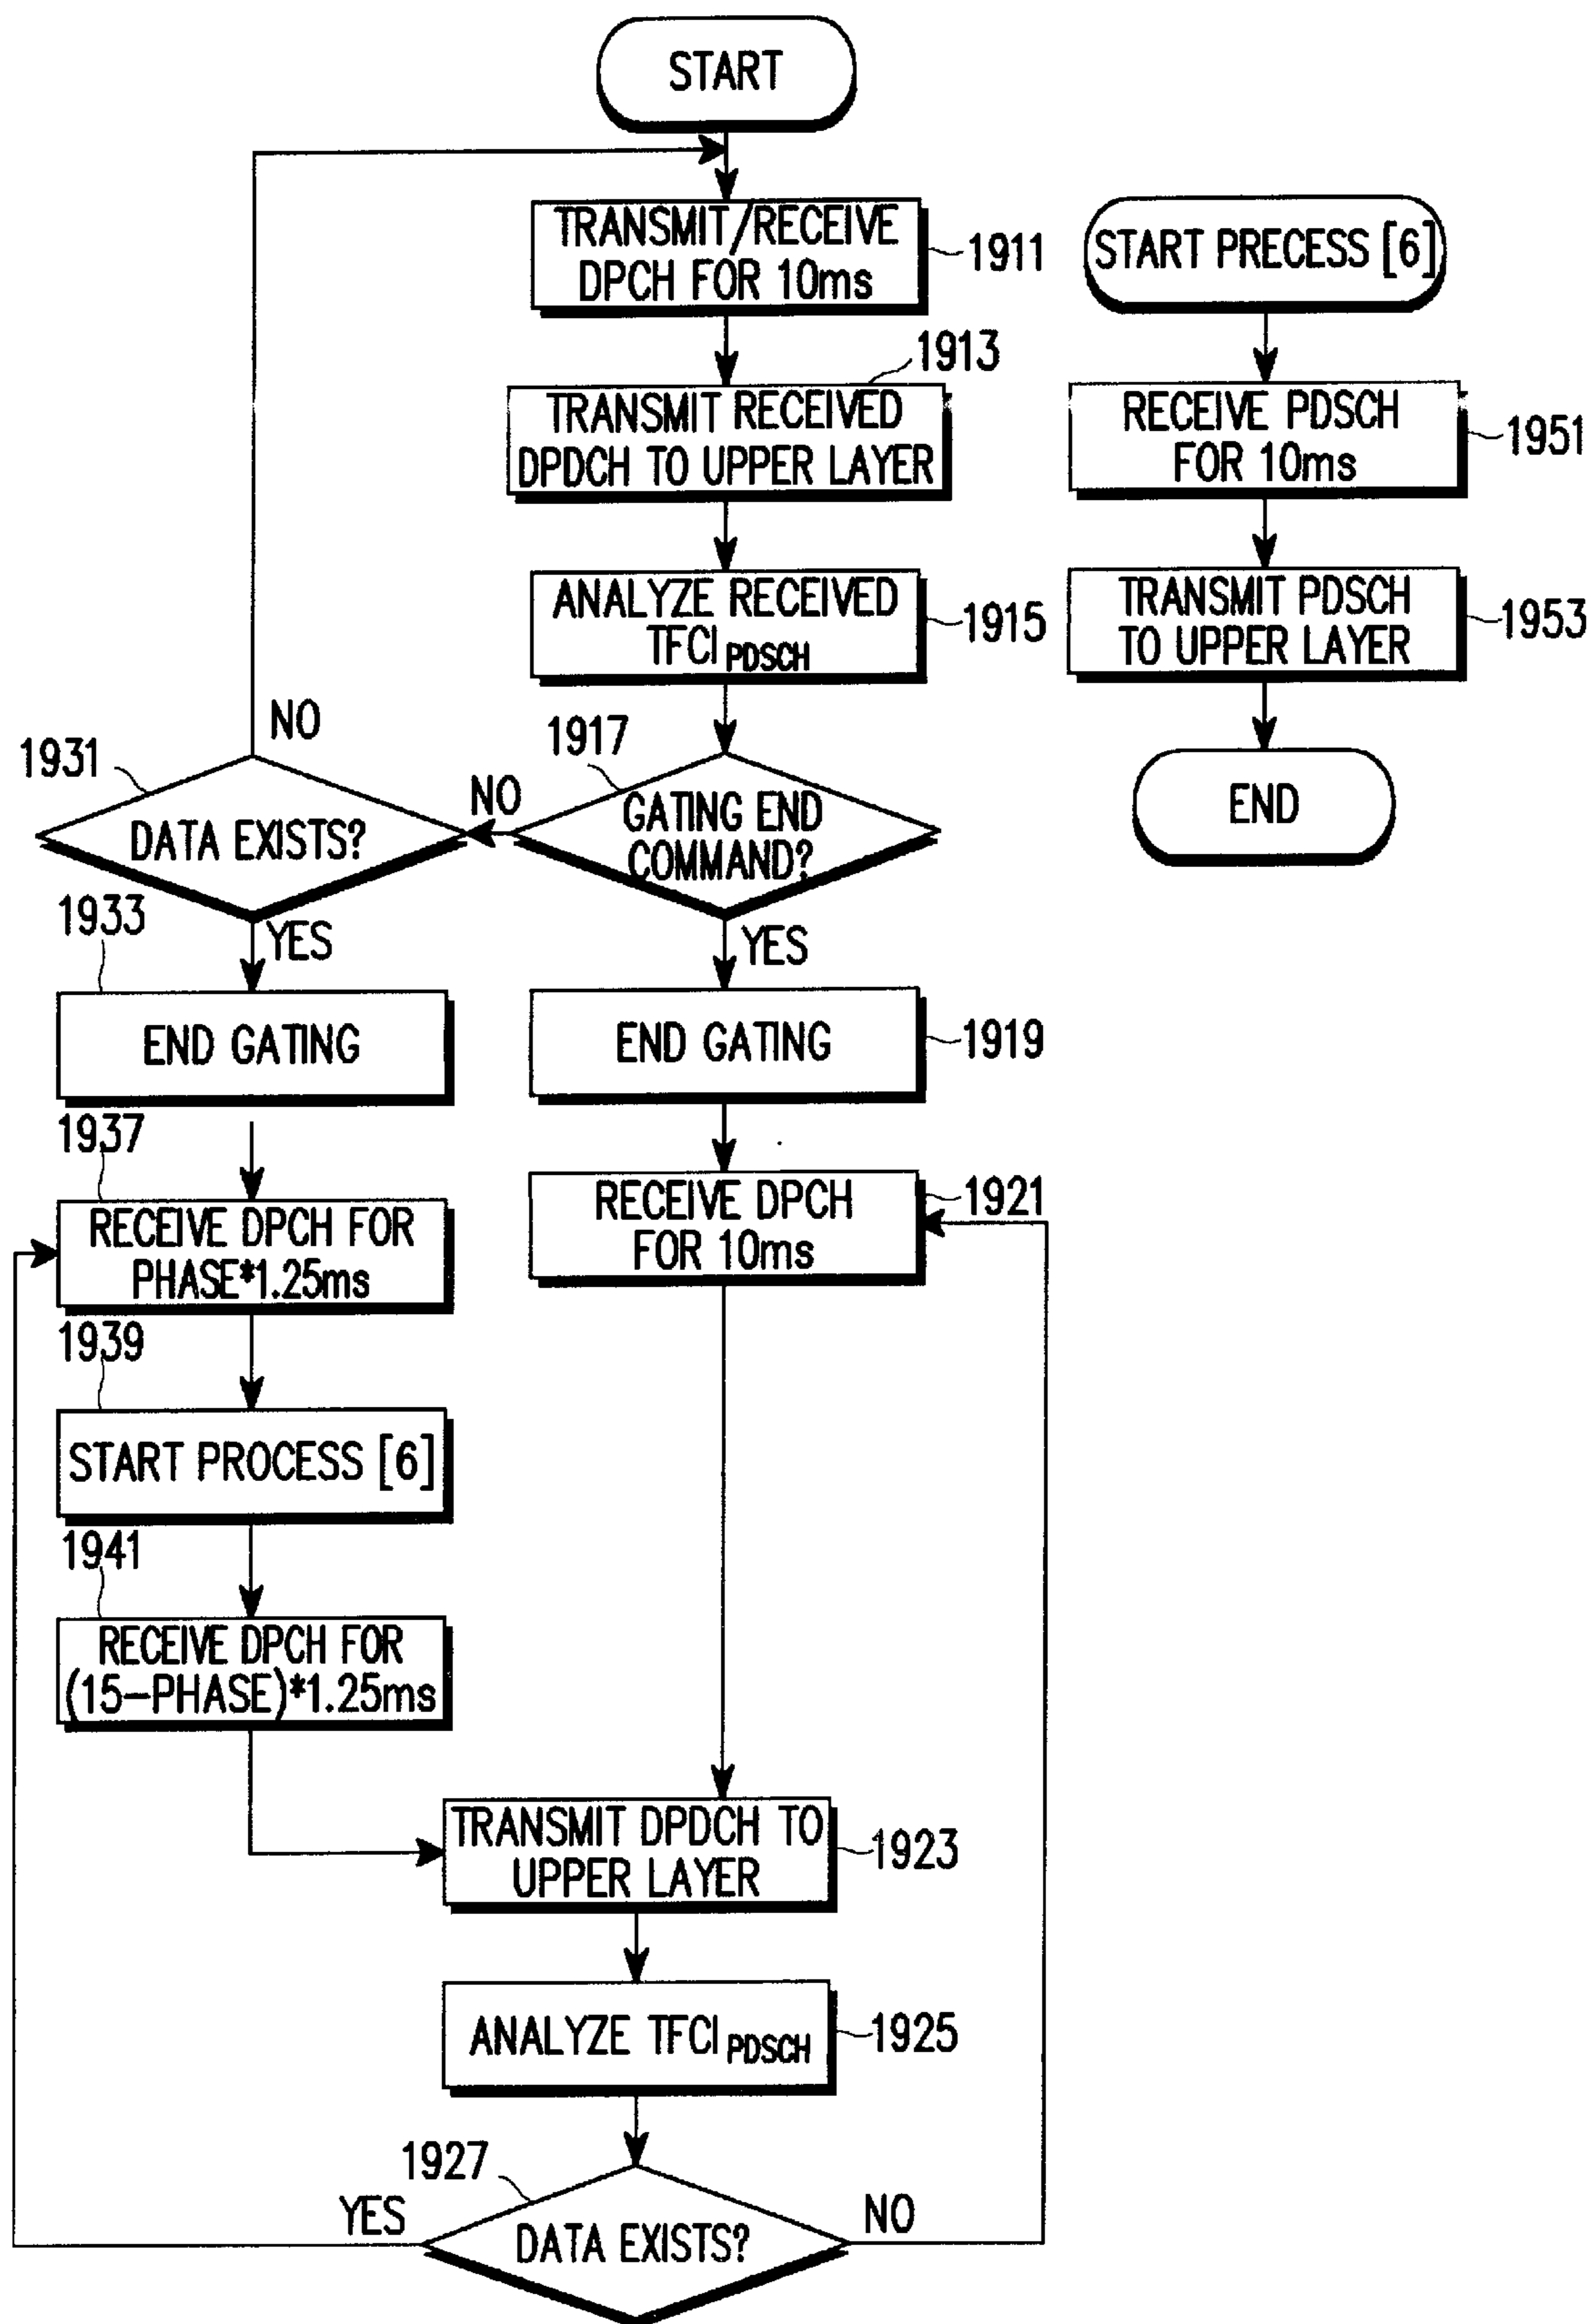 START
TRANSMIT/RECEIVE
DPCH FOR 10ms
1911
1913
TRANSMIT RECEIVED
DPDCH TO UPPER LAYER
ANALYZE RECEIVED
TFCI PDSCH
1915
1917
GATING END
COMMAND?
NO
YES
1931
DATA EXISTS?
NO
YES
1933
END GATING
END GATING
1919
1937
RECEIVE DPCH FOR
PHASE*1.25ms
RECEIVE DPCH
FOR 10ms
1921
1939
START PROCESS [6]
1941
RECEIVE DPCH FOR
(15-PHASE)*1.25ms
TRANSMIT DPDCH TO
UPPER LAYER
1923
ANALYZE TFCI PDSCH
1925
1927
DATA EXISTS?
YES
NO
START PRECESS [6]
RECEIVE PDSCH
FOR 10ms
1951
TRANSMIT PDSCH
TO UPPER LAYER
1953
END